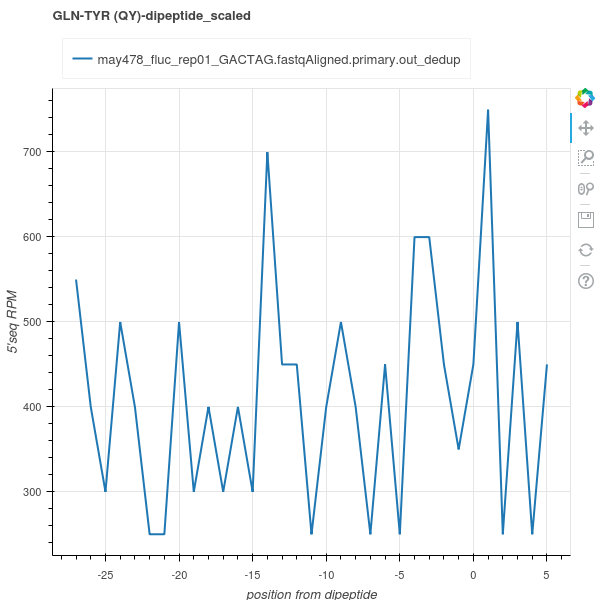 GLN-TYR (QY)-dipeptide_scaled
may478_fluc_rep01_GACTAG.fastqAligned.primary.out_dedup
700
600
500
400
300
5'seq RPM
-25 -20 -15 -10 -5 0 5
position from dipeptide